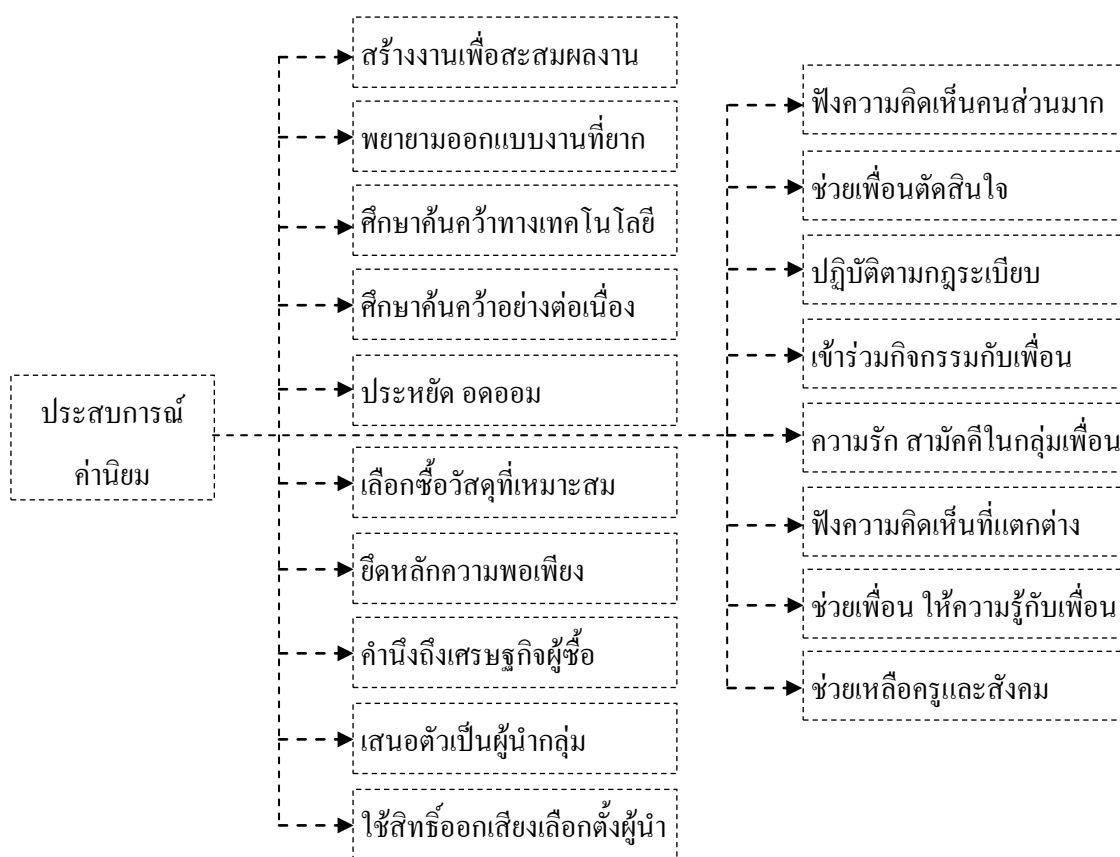 ประสบการณ์
ค่านิยม
สร้างงานเพื่อสะสมผลงาน
พยายามออกแบบงานที่ยาก
ศึกษาค้นคว้าทางเทคโนโลยี
ศึกษาค้นคว้าอย่างต่อเนื่อง
ประหยัด อดออม
เลือกซื้อวัสดุที่เหมาะสม
ยึดหลักความพอเพียง
คำนึงถึงเศรษฐกิจผู้ซื้อ
เสนอตัวเป็นผู้นำกลุ่ม
ใช้สิทธิ์ออกเสียงเลือกตั้งผู้นำ
ฟังความคิดเห็นคนส่วนมาก
ช่วยเพื่อนตัดสินใจ
ปฏิบัติตามกฎระเบียบ
เข้าร่วมกิจกรรมกับเพื่อน
ความรัก สามัคคีในกลุ่มเพื่อน
ฟังความคิดเห็นที่แตกต่าง
ช่วยเพื่อน ให้ความรู้กับเพื่อน
ช่วยเหลือครูและสังคม